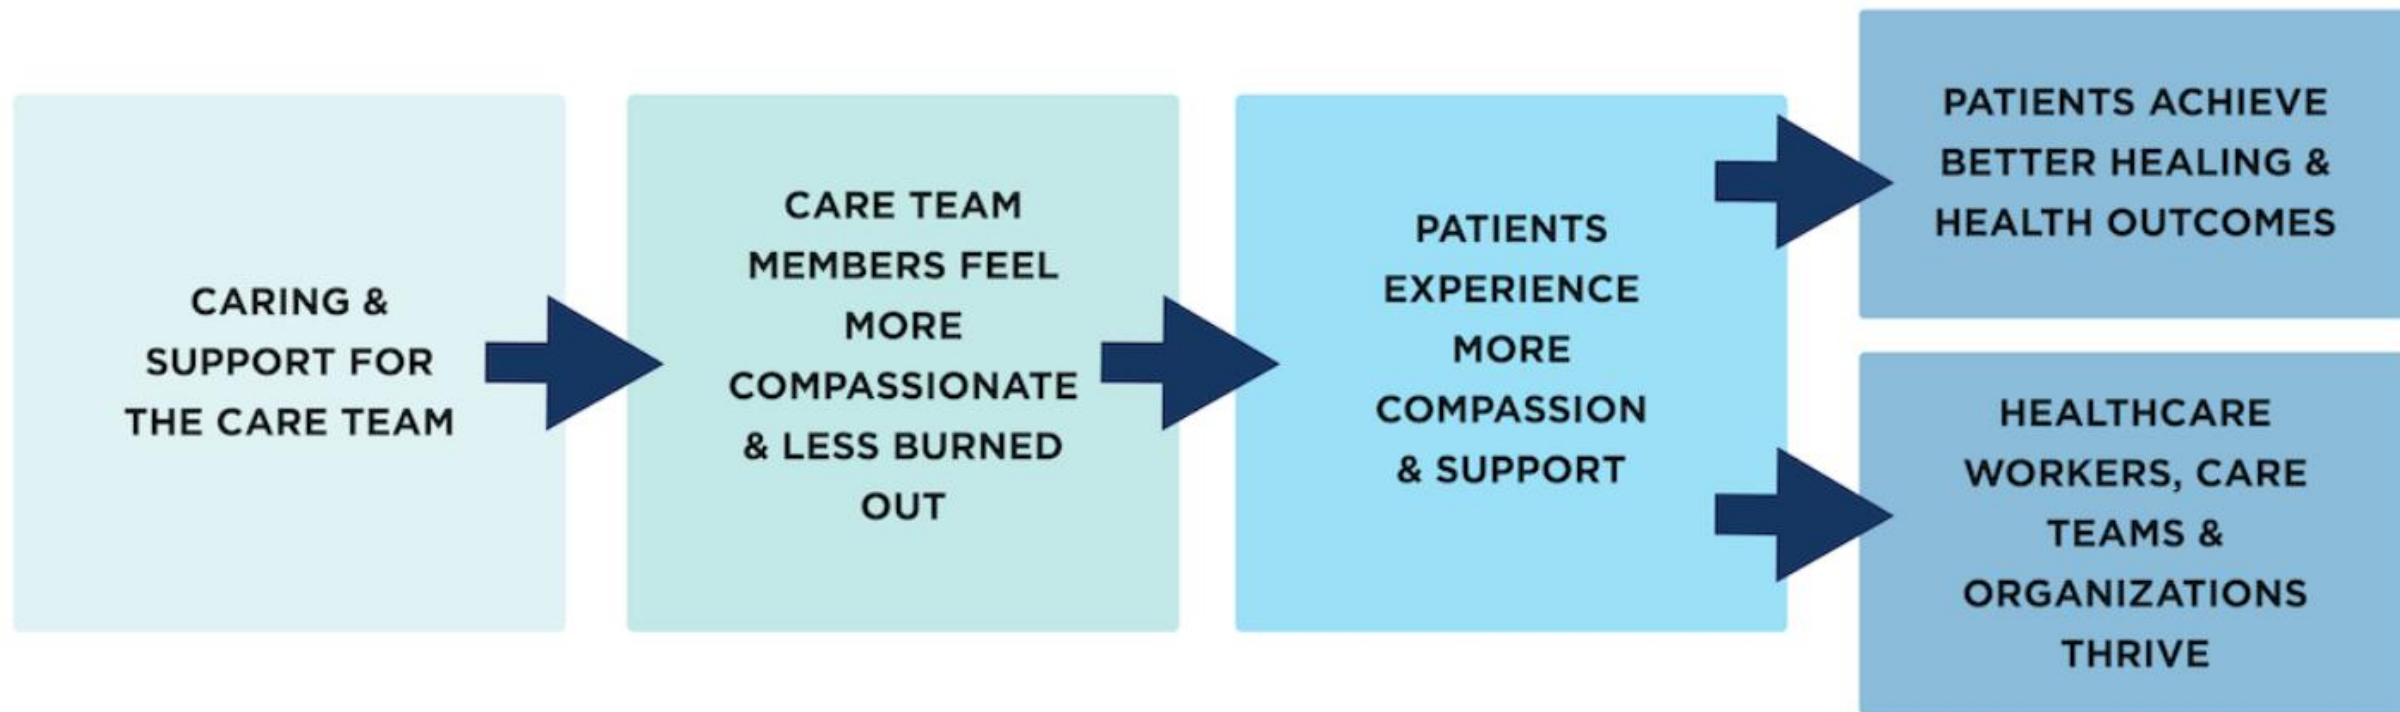 CARING &
SUPPORT FOR
THE CARE TEAM
CARE TEAM
MEMBERS FEEL
MORE
COMPASSIONATE
& LESS BURNED
OUT
PATIENTS
EXPERIENCE
MORE
COMPASSION
& SUPPORT
PATIENTS ACHIEVE
BETTER HEALING &
HEALTH OUTCOMES
HEALTHCARE
WORKERS, CARE
TEAMS &
ORGANIZATIONS
THRIVE